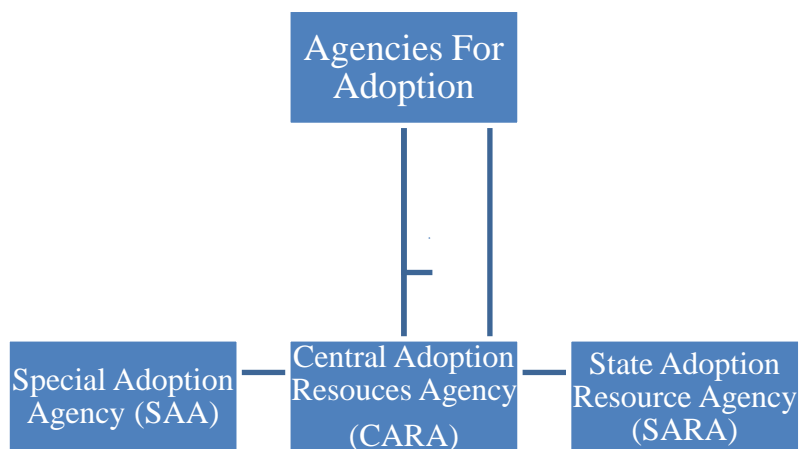 Agencies For
Adoption
Special Adoption
Agency (SAA)
Central Adoption
Resouces Agency
(CARA)
State Adoption
Resource Agency
(SARA)